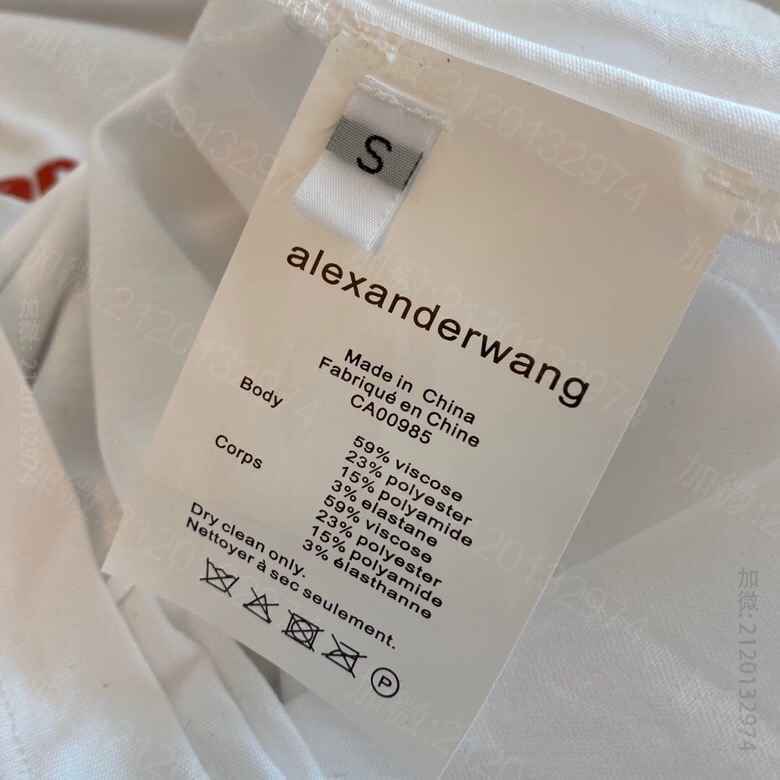 S
alexanderwang
Made in China
Fabriqué en Chine
CA00985
Body
59% viscose
23% polyester
15% polyamide
3% elastane
Corps
59% viscose
23% polyester
15% polyamide
3% élasthanne
Dry clean only.
Nettoyer à sec seulement.
P
加微:2120132974